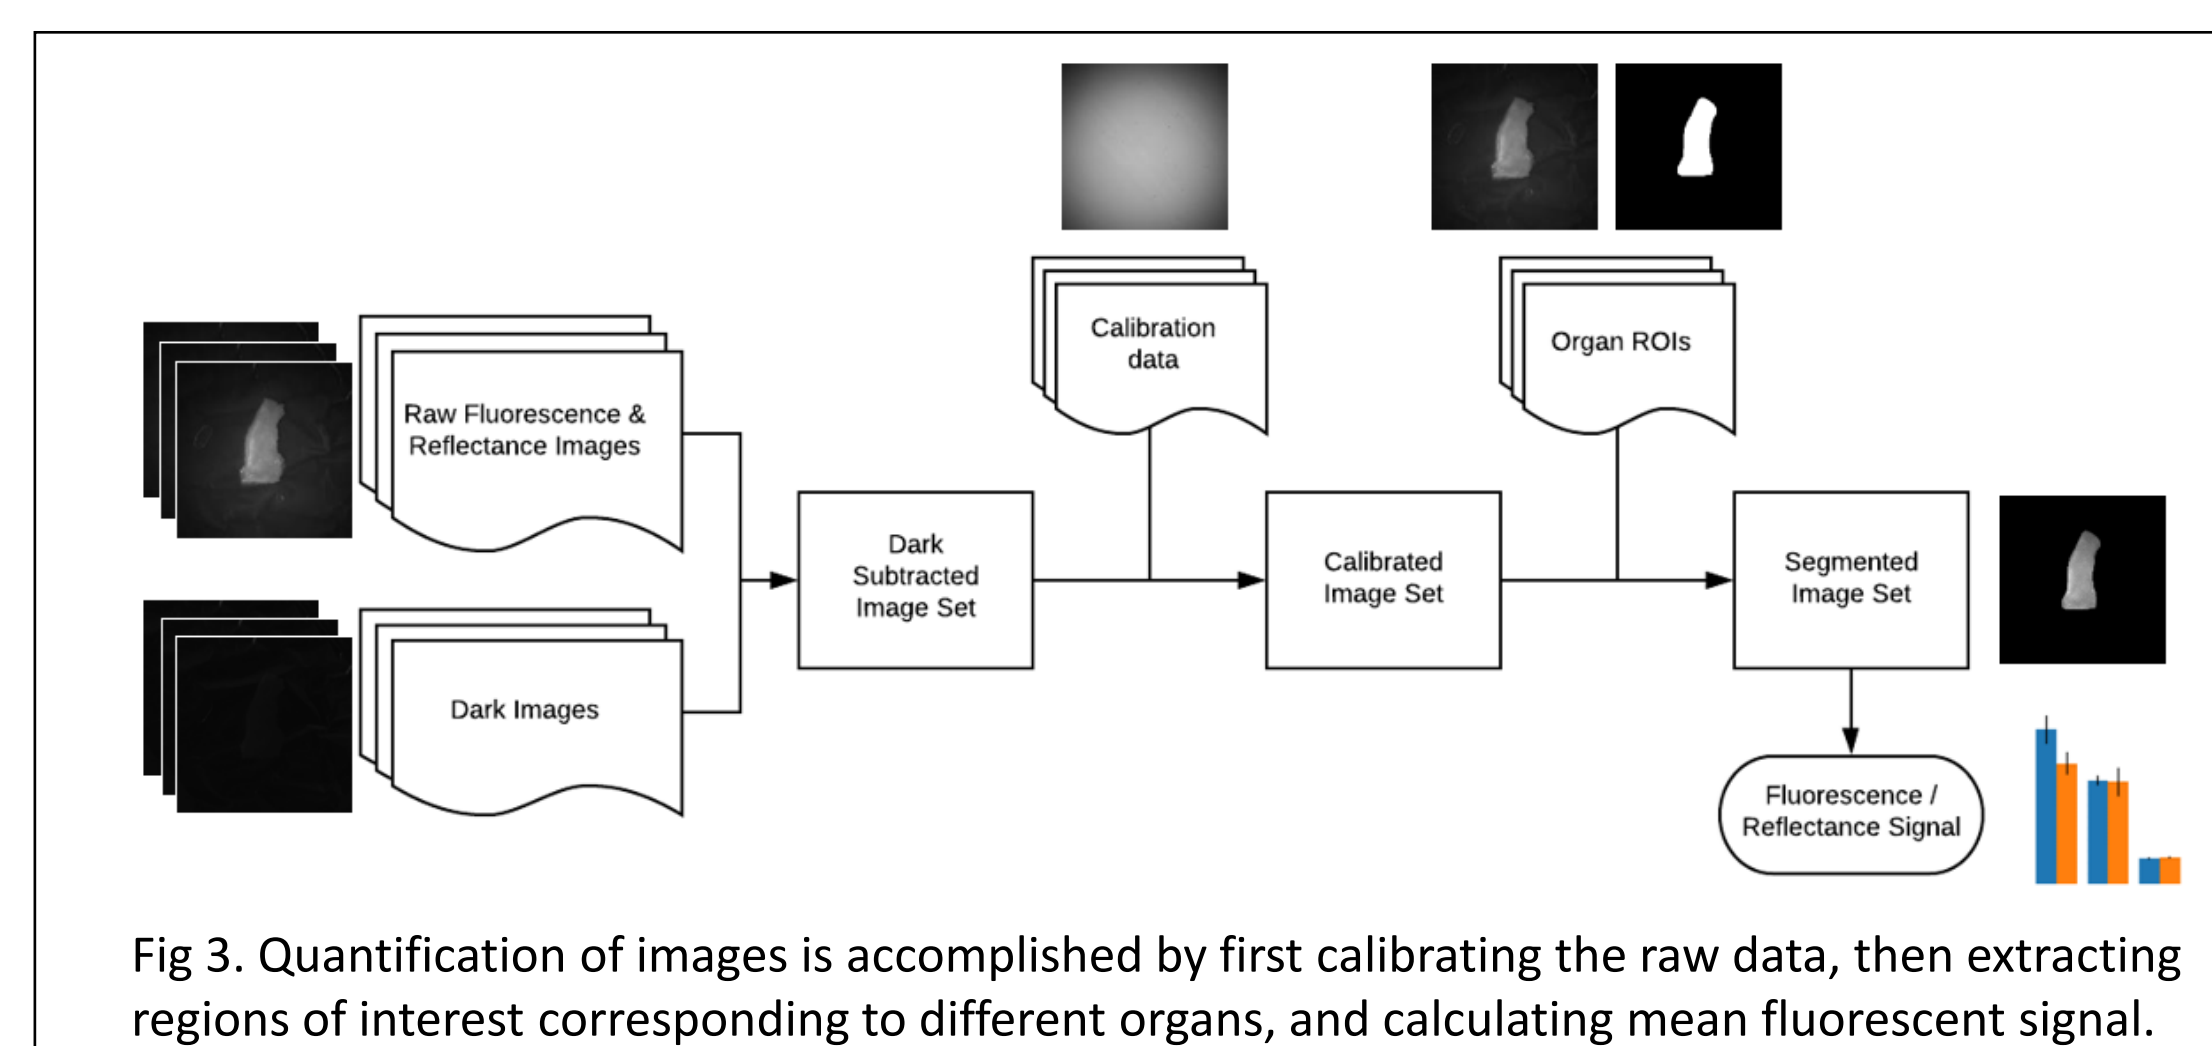 Calibration
data
Organ ROIs
Raw Fluorescence &
Reflectance Images
Dark
Subtracted
Image Set
Calibrated
Image Set
Segmented
Image Set
Dark Images
Fluorescence /
Reflectance Signal
Fig 3. Quantification of images is accomplished by first calibrating the raw data, then extracting
regions of interest corresponding to different organs, and calculating mean fluorescent signal.